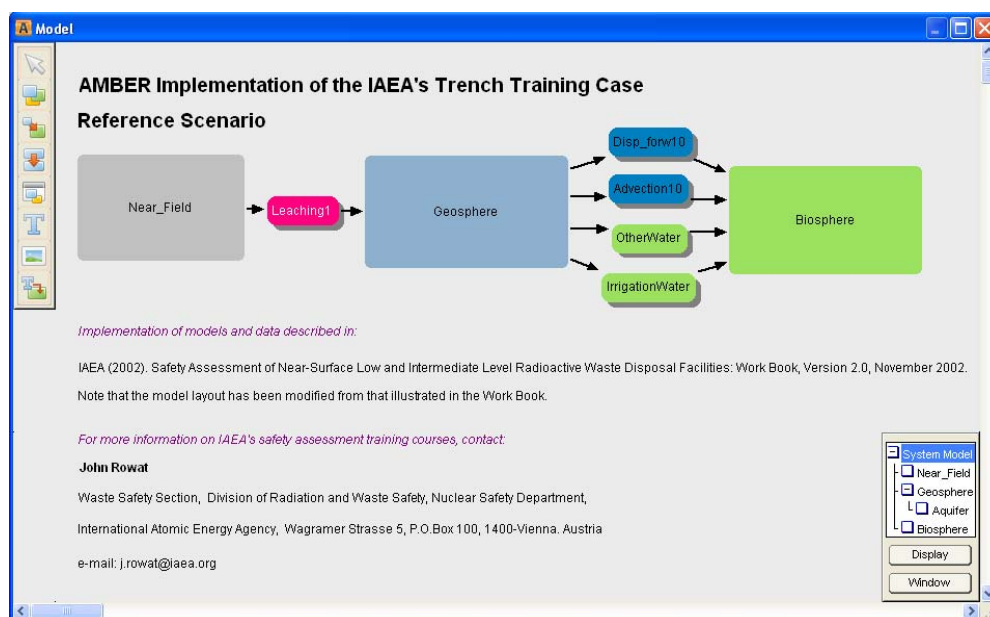 Model
AMBER Implementation of the IAEA's Trench Training Case
Reference Scenario
Near_Field
Leaching1
Geosphere
Disp_forw10
Advection10
OtherWater
IrrigationWater
Biosphere
Implementation of models and data described in:
IAEA (2002). Safety Assessment of Near-Surface Low and Intermediate Level Radioactive Waste Disposal Facilities: Work Book, Version 2.0, November 2002.
Note that the model layout has been modified from that illustrated in the Work Book.
For more information on IAEA's safety assessment training courses, contact:
John Rowat
Waste Safety Section, Division of Radiation and Waste Safety, Nuclear Safety Department,
International Atomic Energy Agency, Wagramer Strasse 5, P.O.Box 100, 1400-Vienna. Austria
e-mail: j.rowat@iaea.org
System Model
Near_Field
Geosphere
Aquifer
Biosphere
Display
Window